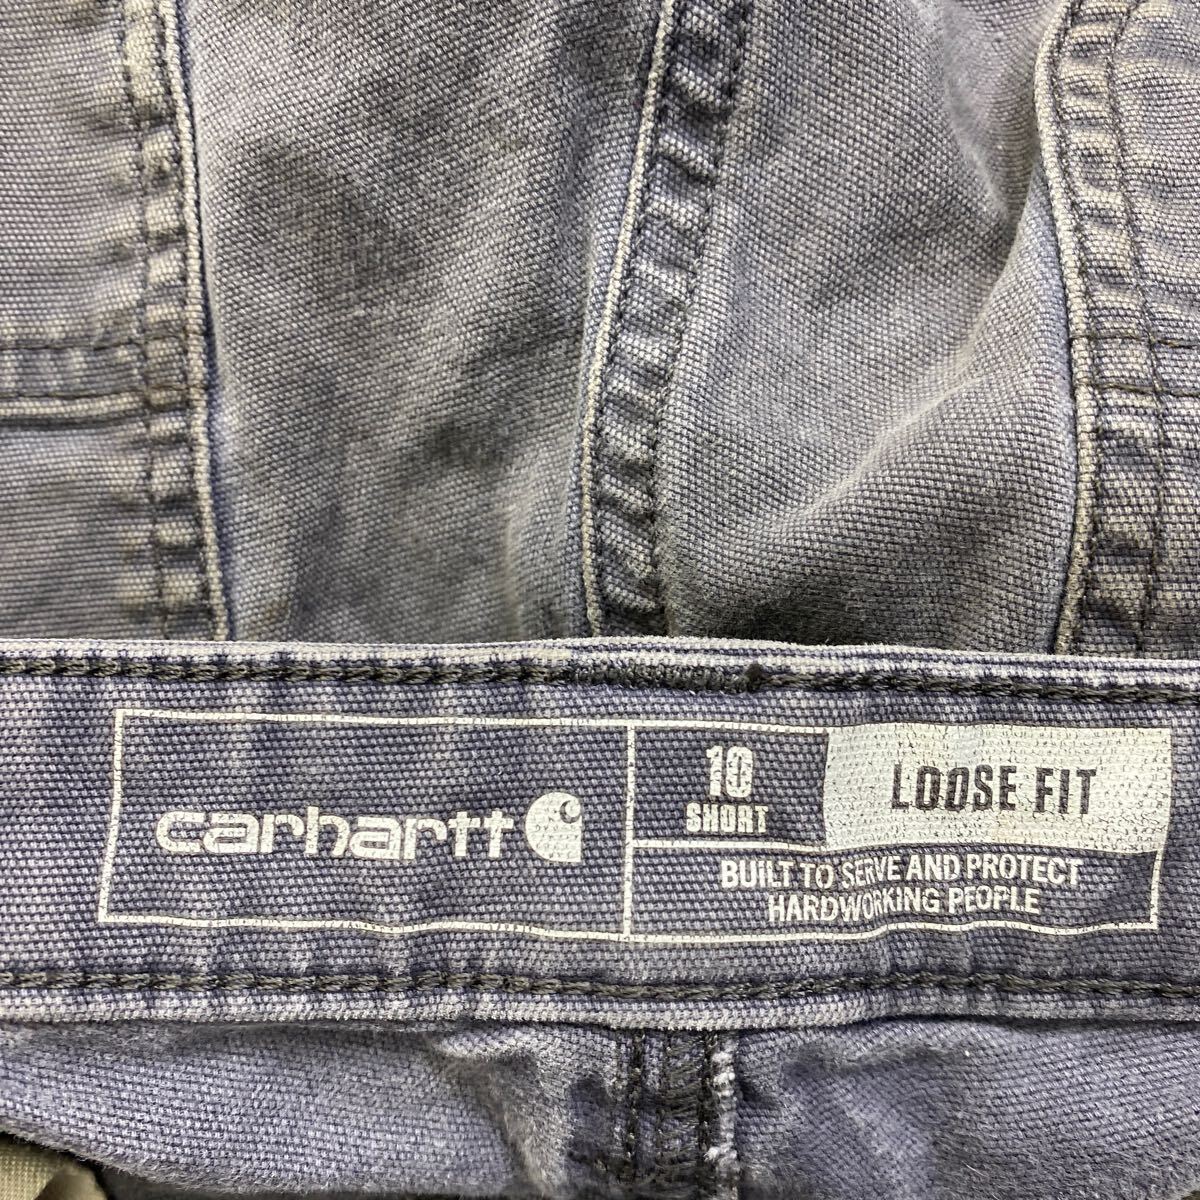 carhartt
10
SHORT
LOOSE FIT
BUILT TO SERVE AND PROTECT
HARDWORKING PEOPLE